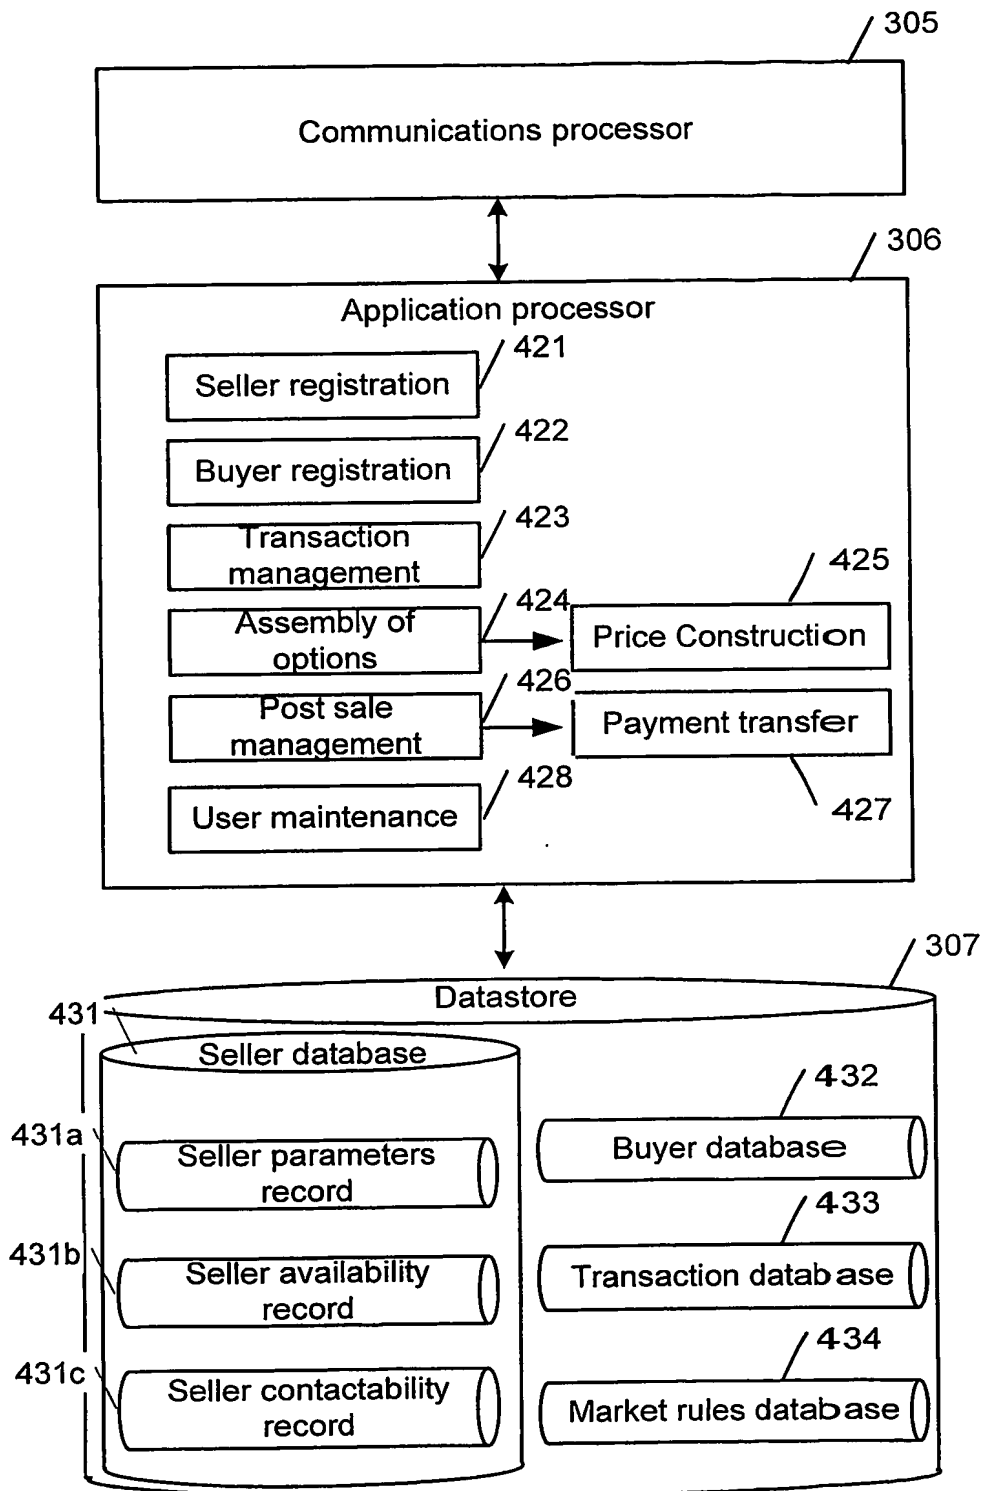 305
Communications processor
306
Application processor
421
Seller registration
422
Buyer registration
423
Transaction
management
424
425
Assembly of
options
Price Construction
426
Post sale
management
Payment transfer
428
427
User maintenance
307
Datastore
431
Seller database
432
431a
Buyer database
Seller parameters
record
433
431b
Seller availability
record
Transaction database
434
431c
Seller contactability
record
Market rules database